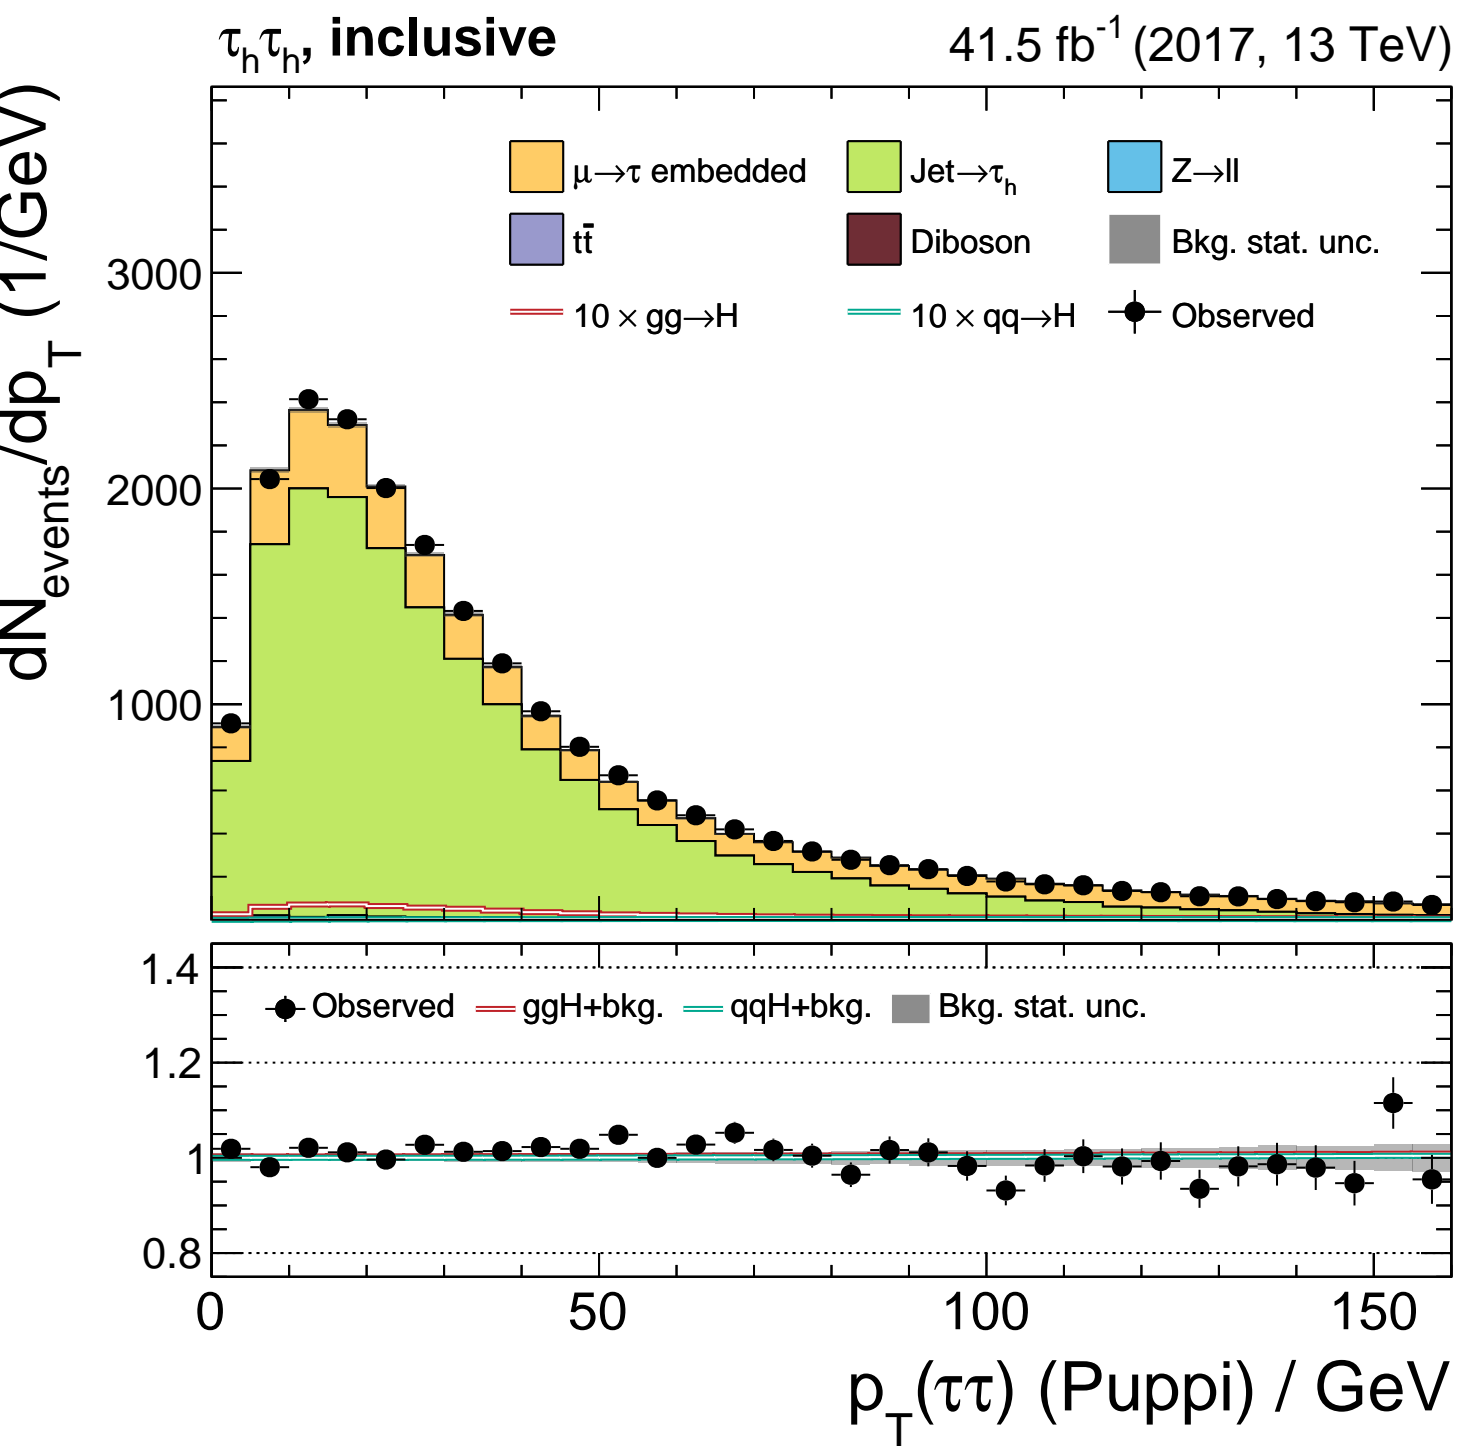 τhτh, inclusive 41.5 fb-1 (2017, 13 TeV)
dNevents/dpT (1/GeV)
μ→τ embedded Jet→τh Z→ll
tt̄ Diboson Bkg. stat. unc.
10 × gg→H 10 × qq→H Observed
3000
2000
1000
1.4
Observed ggH+bkg. qqH+bkg. Bkg. stat. unc.
1.2
1
0.8
0 50 100 150
pT(ττ) (Puppi) / GeV